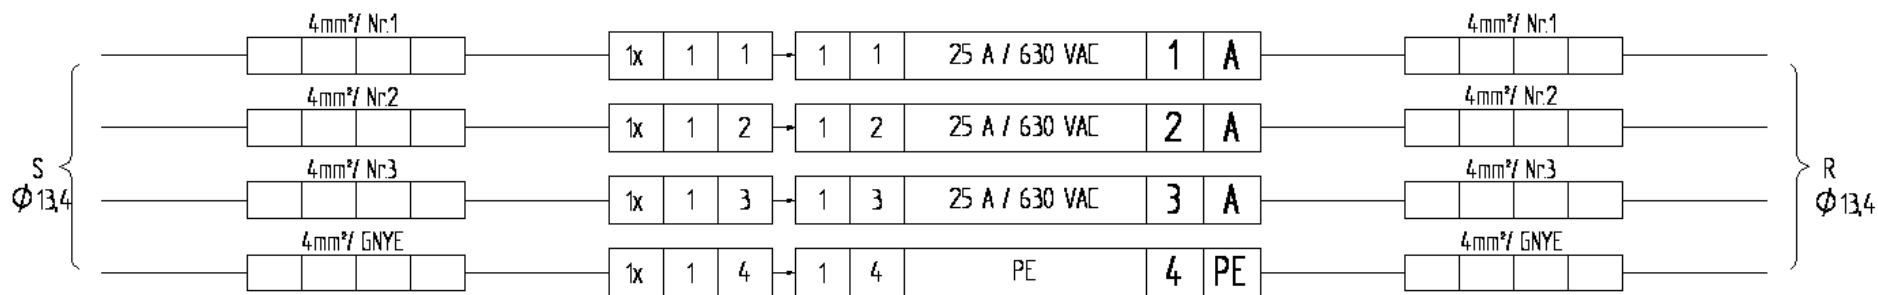 4mm²/ Nr.1 4mm²/ Nr.1
1x 1 1 1 1 25 A / 630 VAC 1 A
4mm²/ Nr.2 4mm²/ Nr.2
1x 1 2 1 2 25 A / 630 VAC 2 A
4mm²/ Nr.3 4mm²/ Nr.3
S R
Ø13,4 1x 1 3 1 3 25 A / 630 VAC 3 A Ø13,4
4mm²/ GNYE 4mm²/ GNYE
1x 1 4 1 4 PE 4 PE